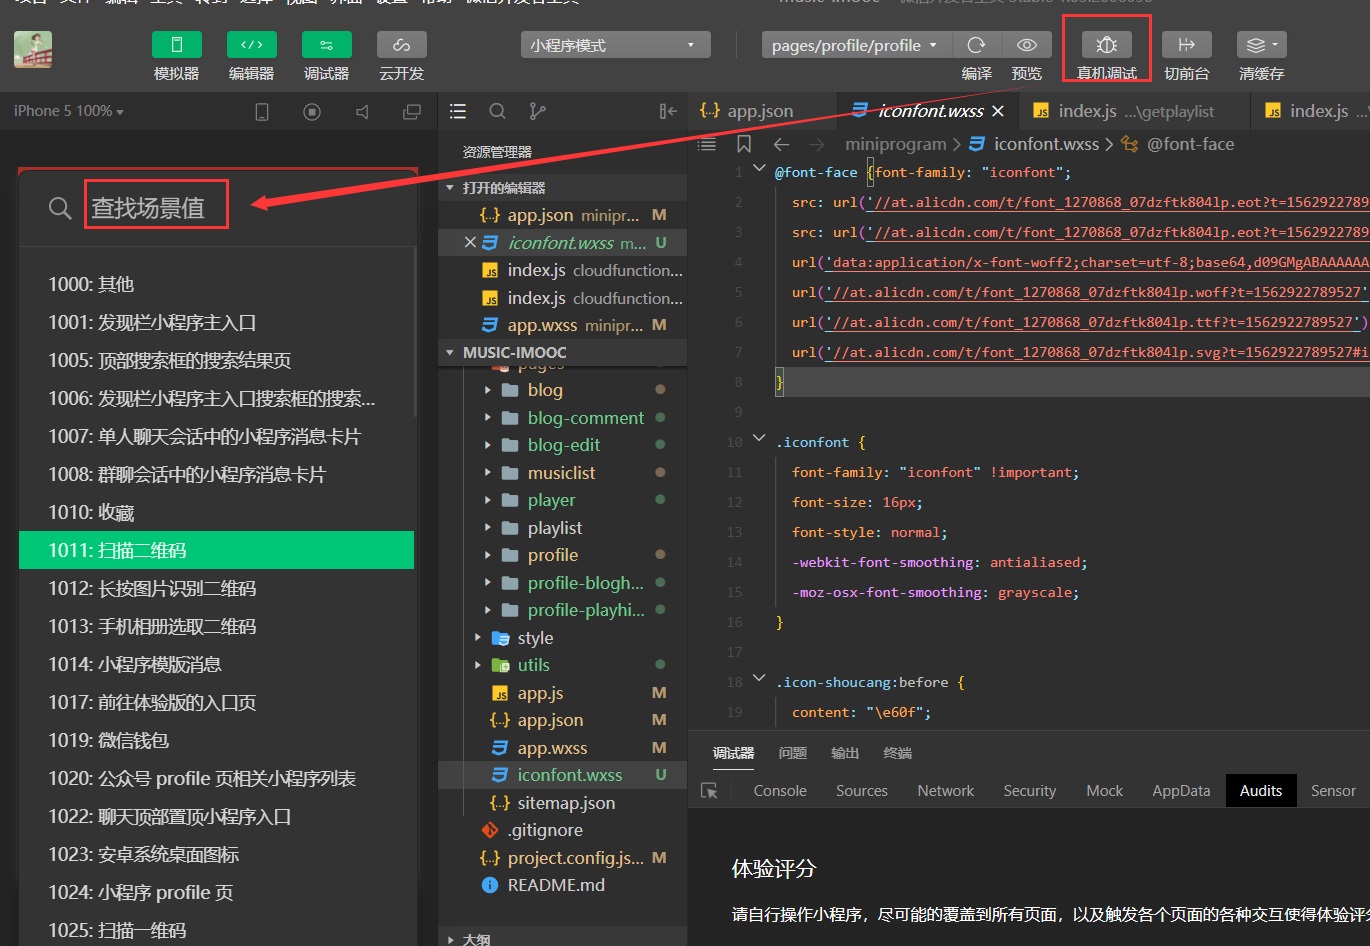 模拟器
编辑器
调试器
云开发
小程序模式
pages/profile/profile
编译
预览
真机调试
切前台
清缓存
iPhone 5 100%
资源管理器
打开的编辑器
{..} app.json minipr... M
iconfont.wxss m... U
JS index.js cloudfunction...
JS index.js cloudfunction...
app.wxss minipr... M
MUSIC-IMOOC
pages
blog
blog-comment
blog-edit
musiclist
player
playlist
profile
profile-blogh...
profile-playhi...
style
utils
JS app.js M
{..} app.json M
app.wxss M
iconfont.wxss U
{..} sitemap.json
.gitignore
{..} project.config.js... M
README.md
大纲
查找场景值
1000: 其他
1001: 发现栏小程序主入口
1005: 顶部搜索框的搜索结果页
1006: 发现栏小程序主入口搜索框的搜索...
1007: 单人聊天会话中的小程序消息卡片
1008: 群聊会话中的小程序消息卡片
1010: 收藏
1011: 扫描二维码
1012: 长按图片识别二维码
1013: 手机相册选取二维码
1014: 小程序模版消息
1017: 前往体验版的入口页
1019: 微信钱包
1020: 公众号 profile 页相关小程序列表
1022: 聊天顶部置顶小程序入口
1023: 安卓系统桌面图标
1024: 小程序 profile 页
1025: 扫描一维码
{..} app.json
iconfont.wxss
JS index.js ...\getplaylist
JS index.js ...
miniprogram > iconfont.wxss > @font-face
1 @font-face {font-family: "iconfont";
2 src: url('//at.alicdn.com/t/font_1270868_07dzftk804lp.eot?t=1562922789
3 src: url('//at.alicdn.com/t/font_1270868_07dzftk804lp.eot?t=1562922789
4 url('data:application/x-font-woff2;charset=utf-8;base64,d09GMgABAAAAAA
5 url('//at.alicdn.com/t/font_1270868_07dzftk804lp.woff?t=1562922789527'
6 url('//at.alicdn.com/t/font_1270868_07dzftk804lp.ttf?t=1562922789527')
7 url('//at.alicdn.com/t/font_1270868_07dzftk804lp.svg?t=1562922789527#i
8 }
9
10 .iconfont {
11 font-family: "iconfont" !important;
12 font-size: 16px;
13 font-style: normal;
14 -webkit-font-smoothing: antialiased;
15 -moz-osx-font-smoothing: grayscale;
16 }
17
18 .icon-shoucang:before {
19 content: "\e60f";
调试器 问题 输出 终端
Console Sources Network Security Mock AppData Audits Sensor
体验评分
请自行操作小程序，尽可能的覆盖到所有页面，以及触发各个页面的各种交互使得体验评